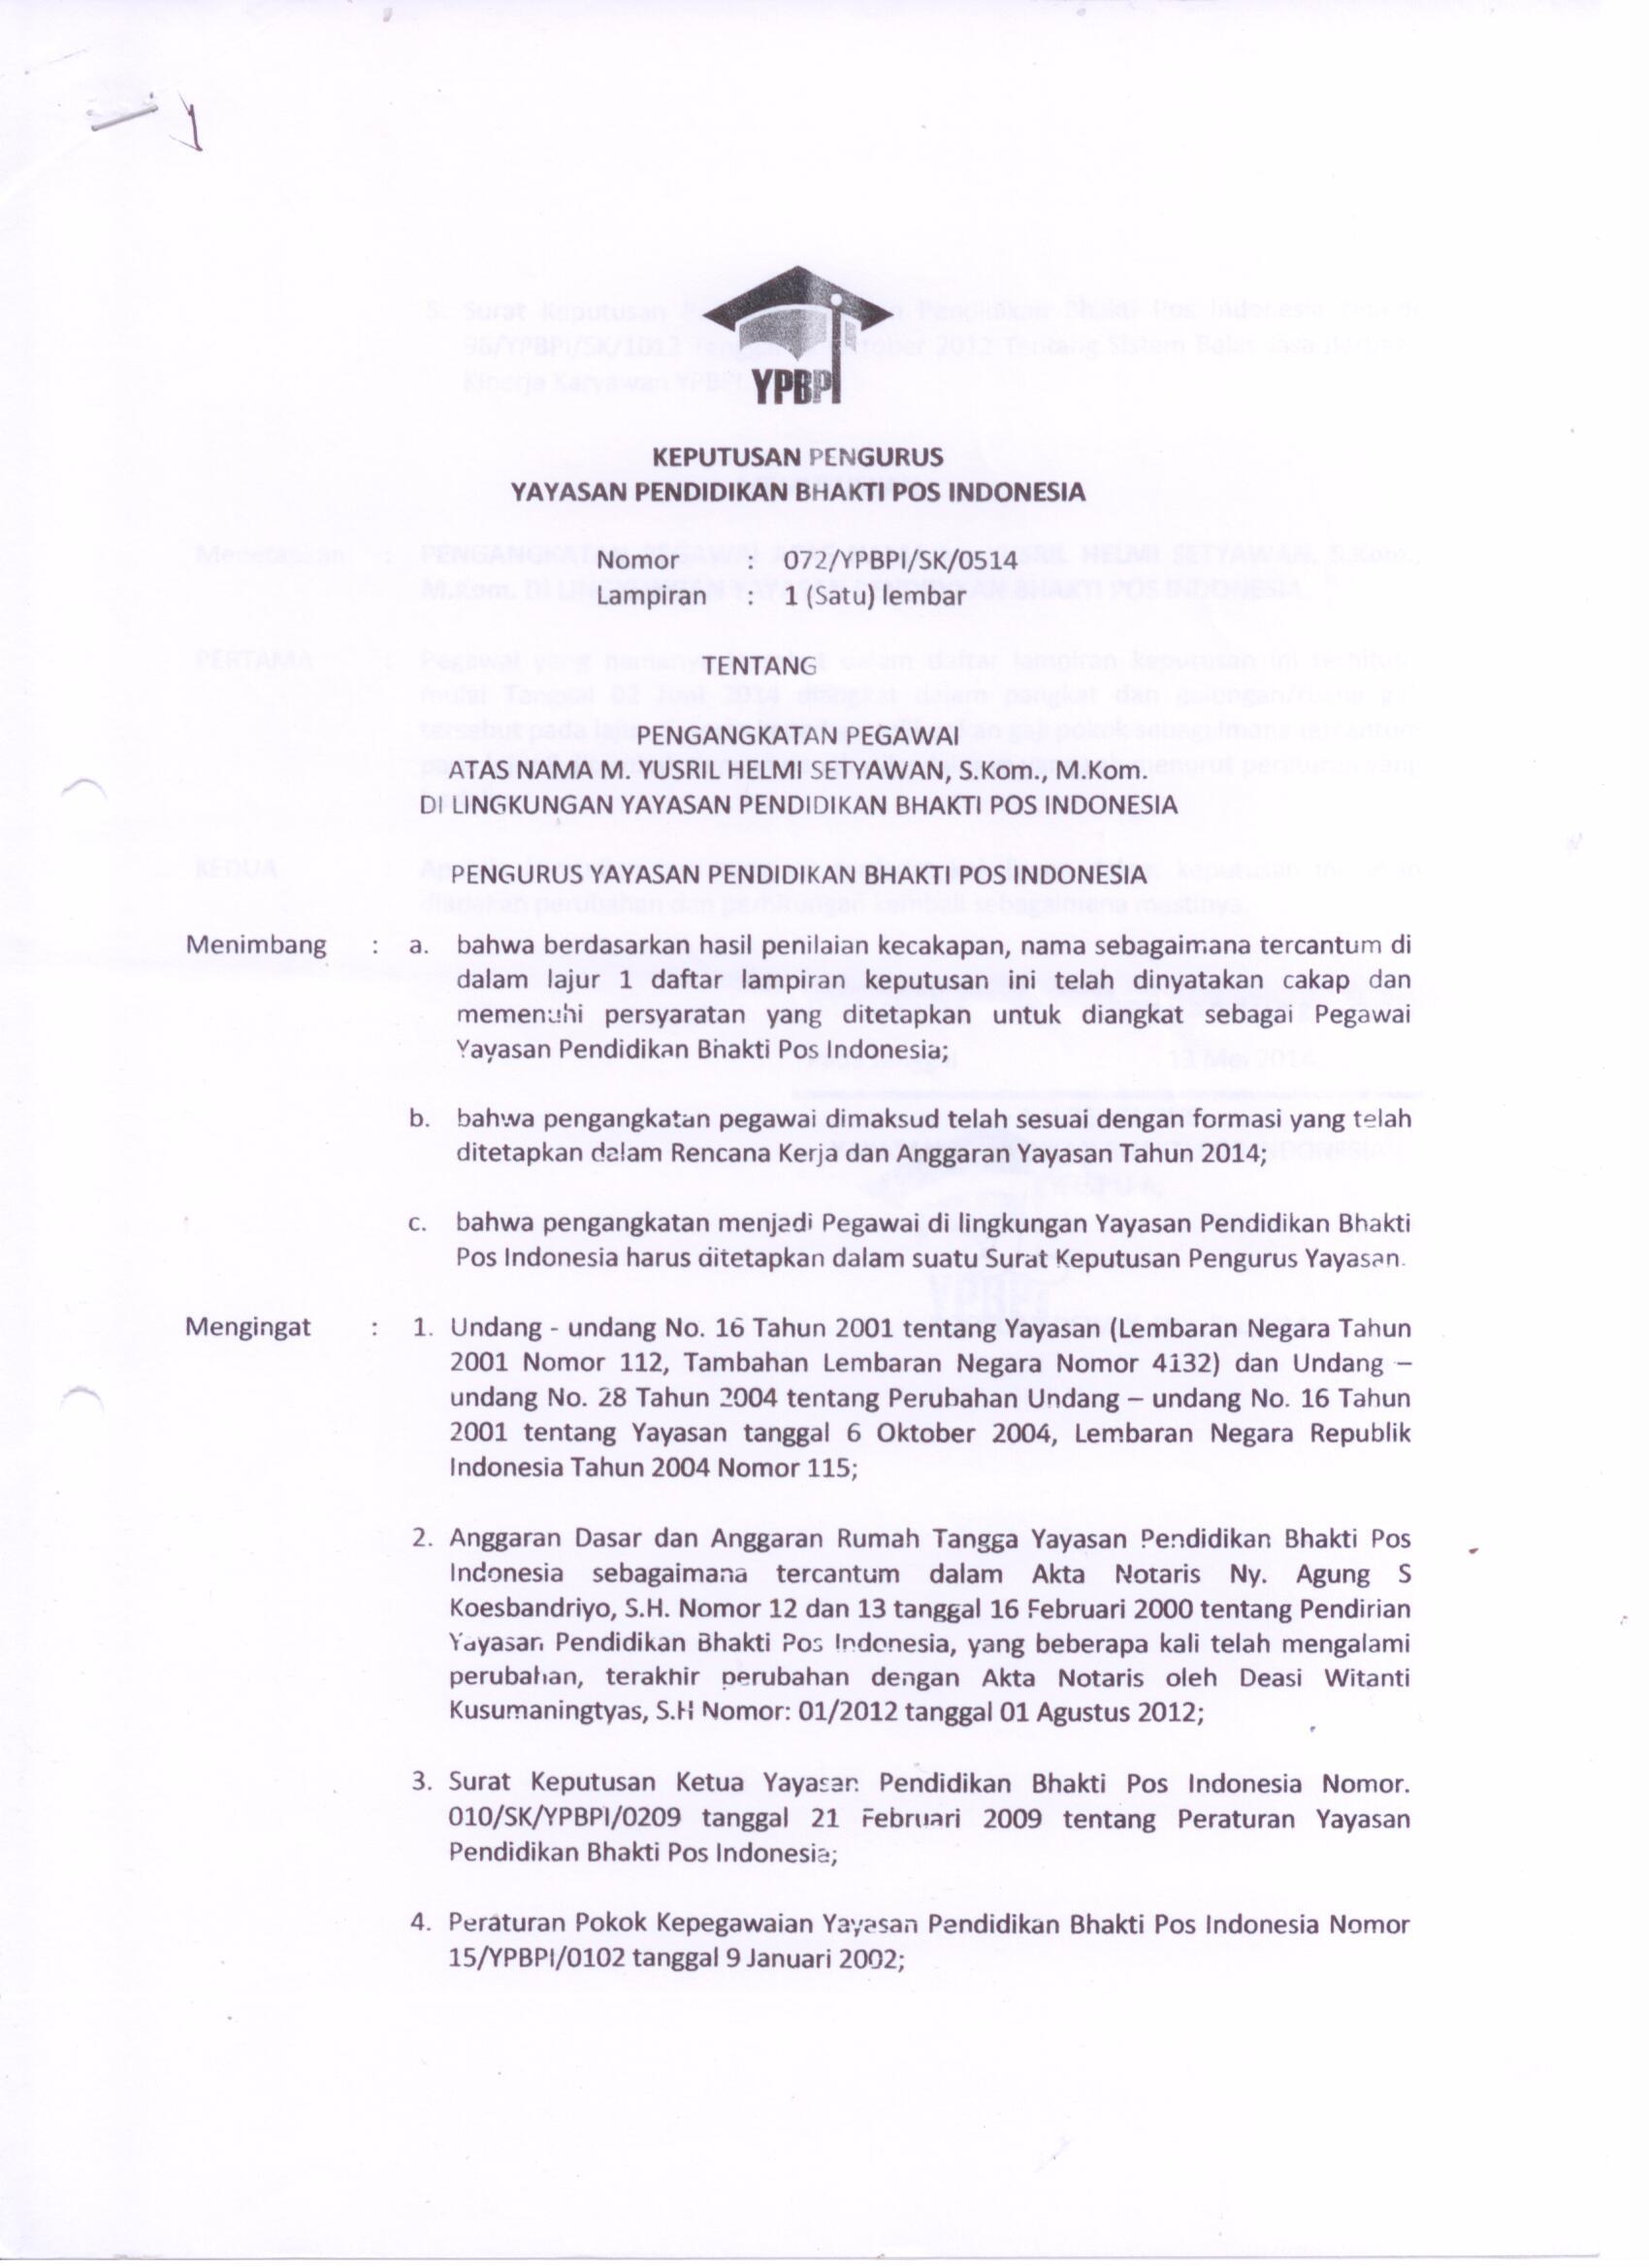 YPBPI
KEPUTUSAN PENGURUS
YAYASAN PENDIDIKAN BHAKTI POS INDONESIA
Nomor : 072/YPBPI/SK/0514
Lampiran : 1 (Satu) lembar
TENTANG
PENGANGKATAN PEGAWAI
ATAS NAMA M. YUSRIL HELMI SETYAWAN, S.Kom., M.Kom.
DI LINGKUNGAN YAYASAN PENDIDIKAN BHAKTI POS INDONESIA
PENGURUS YAYASAN PENDIDIKAN BHAKTI POS INDONESIA
Menimbang : a. bahwa berdasarkan hasil penilaian kecakapan, nama sebagaimana tercantum di
dalam lajur 1 daftar lampiran keputusan ini telah dinyatakan cakap dan
memenuhi persyaratan yang ditetapkan untuk diangkat sebagai Pegawai
Yayasan Pendidikan Bhakti Pos Indonesia;
b. bahwa pengangkatan pegawai dimaksud telah sesuai dengan formasi yang telah
ditetapkan dalam Rencana Kerja dan Anggaran Yayasan Tahun 2014;
c. bahwa pengangkatan menjadi Pegawai di lingkungan Yayasan Pendidikan Bhakti
Pos Indonesia harus ditetapkan dalam suatu Surat Keputusan Pengurus Yayasan.
Mengingat : 1. Undang - undang No. 16 Tahun 2001 tentang Yayasan (Lembaran Negara Tahun
2001 Nomor 112, Tambahan Lembaran Negara Nomor 4132) dan Undang –
undang No. 28 Tahun 2004 tentang Perubahan Undang – undang No. 16 Tahun
2001 tentang Yayasan tanggal 6 Oktober 2004, Lembaran Negara Republik
Indonesia Tahun 2004 Nomor 115;
2. Anggaran Dasar dan Anggaran Rumah Tangga Yayasan Pendidikan Bhakti Pos
Indonesia sebagaimana tercantum dalam Akta Notaris Ny. Agung S
Koesbandriyo, S.H. Nomor 12 dan 13 tanggal 16 Februari 2000 tentang Pendirian
Yayasan Pendidikan Bhakti Pos Indonesia, yang beberapa kali telah mengalami
perubahan, terakhir perubahan dengan Akta Notaris oleh Deasi Witanti
Kusumaningtyas, S.H Nomor: 01/2012 tanggal 01 Agustus 2012;
3. Surat Keputusan Ketua Yayasan Pendidikan Bhakti Pos Indonesia Nomor.
010/SK/YPBPI/0209 tanggal 21 Februari 2009 tentang Peraturan Yayasan
Pendidikan Bhakti Pos Indonesia;
4. Peraturan Pokok Kepegawaian Yayasan Pendidikan Bhakti Pos Indonesia Nomor
15/YPBPI/0102 tanggal 9 Januari 2002;